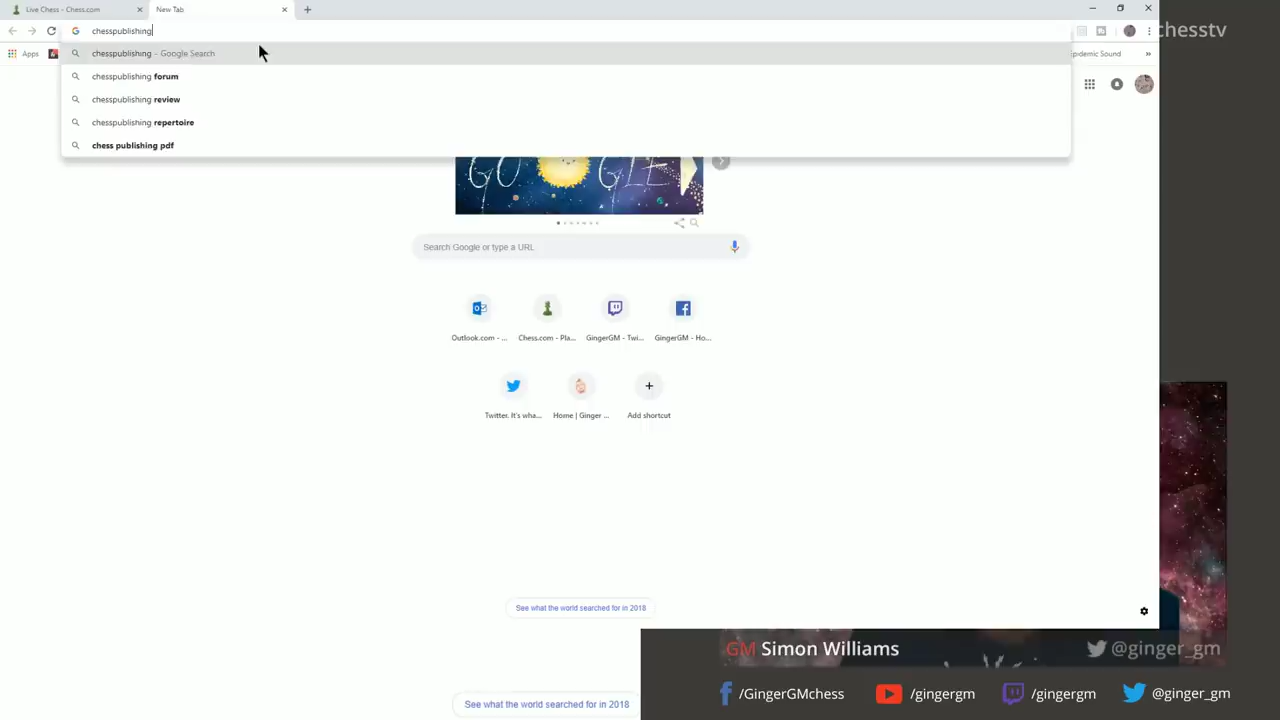 Live Chess - Chess.com
New Tab
chesspublishing
chesstv
Apps
Epidemic Sound
chesspublishing - Google Search
chesspublishing forum
chesspublishing review
chesspublishing repertoire
chess publishing pdf
GO GLE
Search Google or type a URL
Outlook.com - ...
Chess.com - Pla...
GingerGM - Twi...
GingerGM - Ho...
Twitter. It's wha...
Home | Ginger ...
Add shortcut
See what the world searched for in 2018
GM Simon Williams
@ginger_gm
/GingerGMchess
/gingergm
/gingergm
@ginger_gm
See what the world searched for in 2018